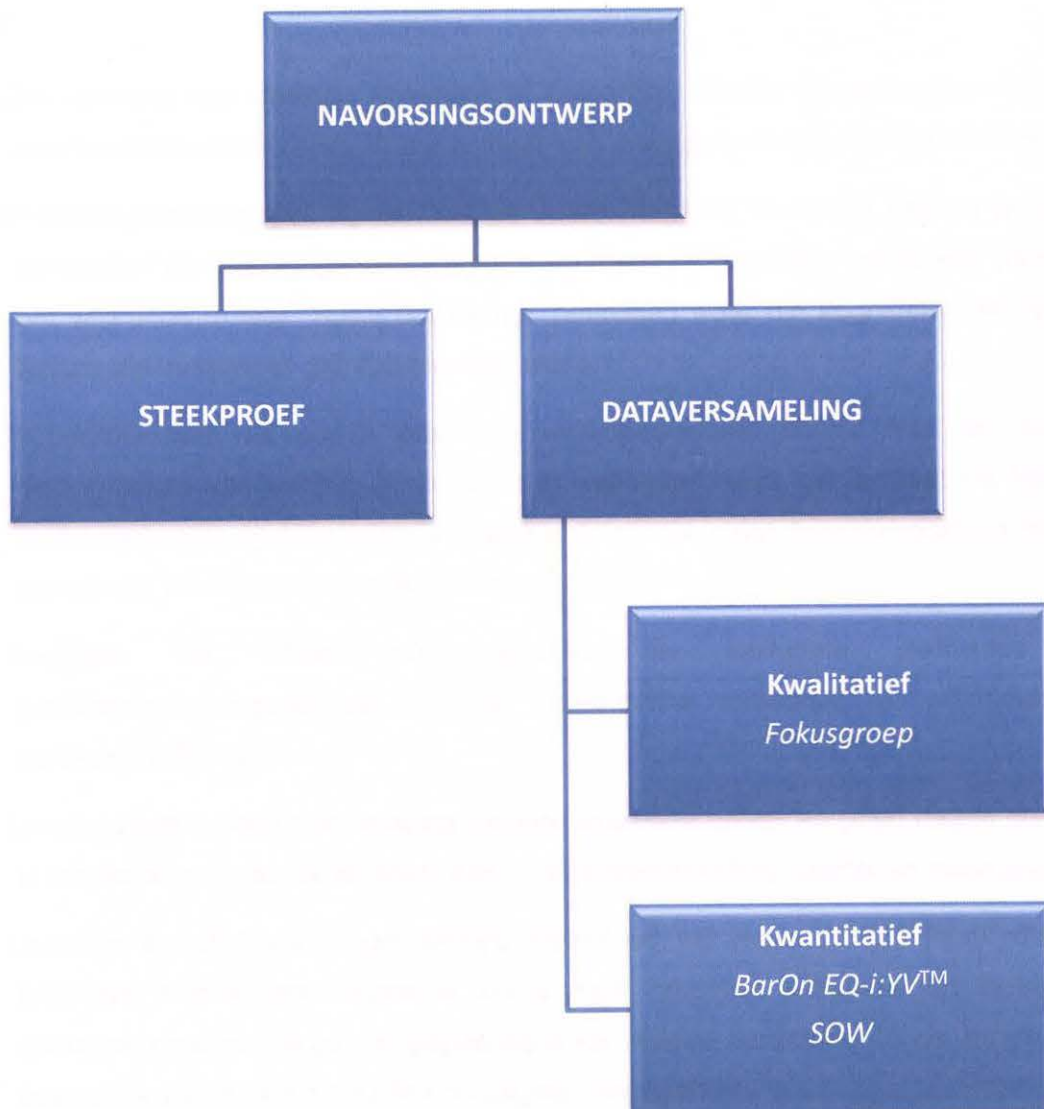 NAVORSINGSONTWERP
STEEKPROEF
DATAVERSAMELING
Kwalitatief
Fokusgroep
Kwantitatief
BarOn EQ-i:YV™
SOW